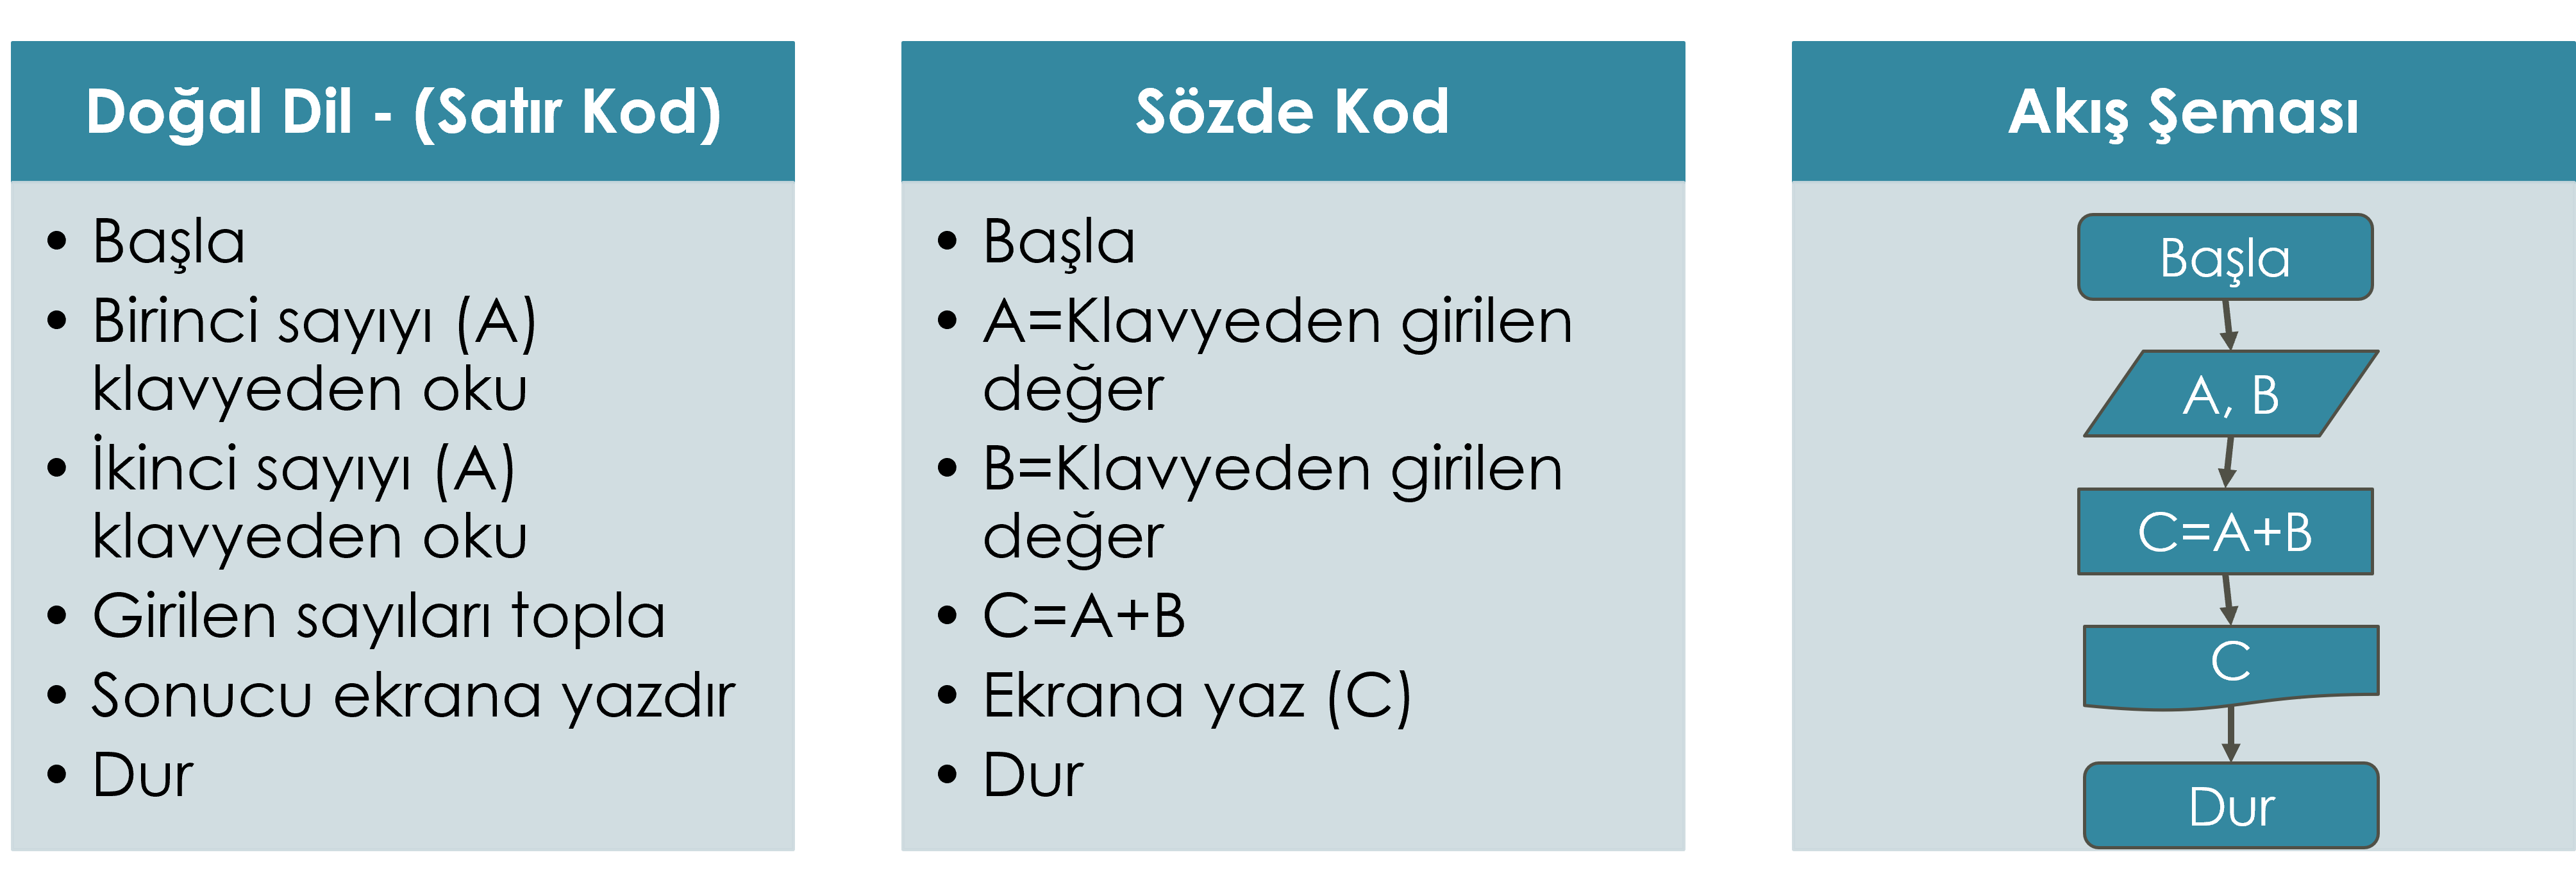 Doğal Dil - (Satır Kod)
• Başla
• Birinci sayıyı (A)
klavyeden oku
• İkinci sayıyı (A)
klavyeden oku
• Girilen sayıları topla
• Sonucu ekrana yazdır
• Dur
Sözde Kod
• Başla
• A=Klavyeden girilen
değer
• B=Klavyeden girilen
değer
• C=A+B
• Ekrana yaz (C)
• Dur
Akış Şeması
Başla
A, B
C=A+B
C
Dur